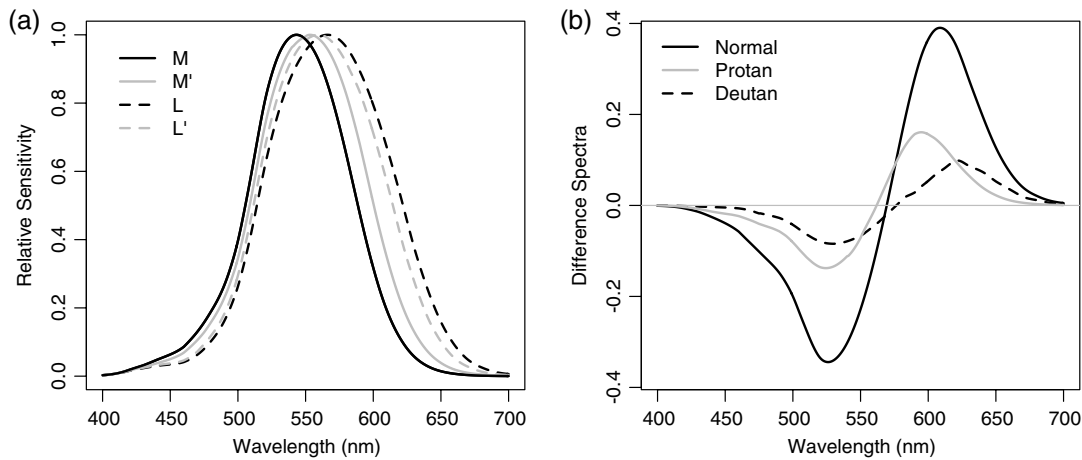 (a)
M
M'
L
L'
Relative Sensitivity
0.0
0.2
0.4
0.6
0.8
1.0
400
450
500
550
600
650
700
Wavelength (nm)
(b)
Normal
Protan
Deutan
Difference Spectra
-0.4
-0.2
0.0
0.2
0.4
400
450
500
550
600
650
700
Wavelength (nm)